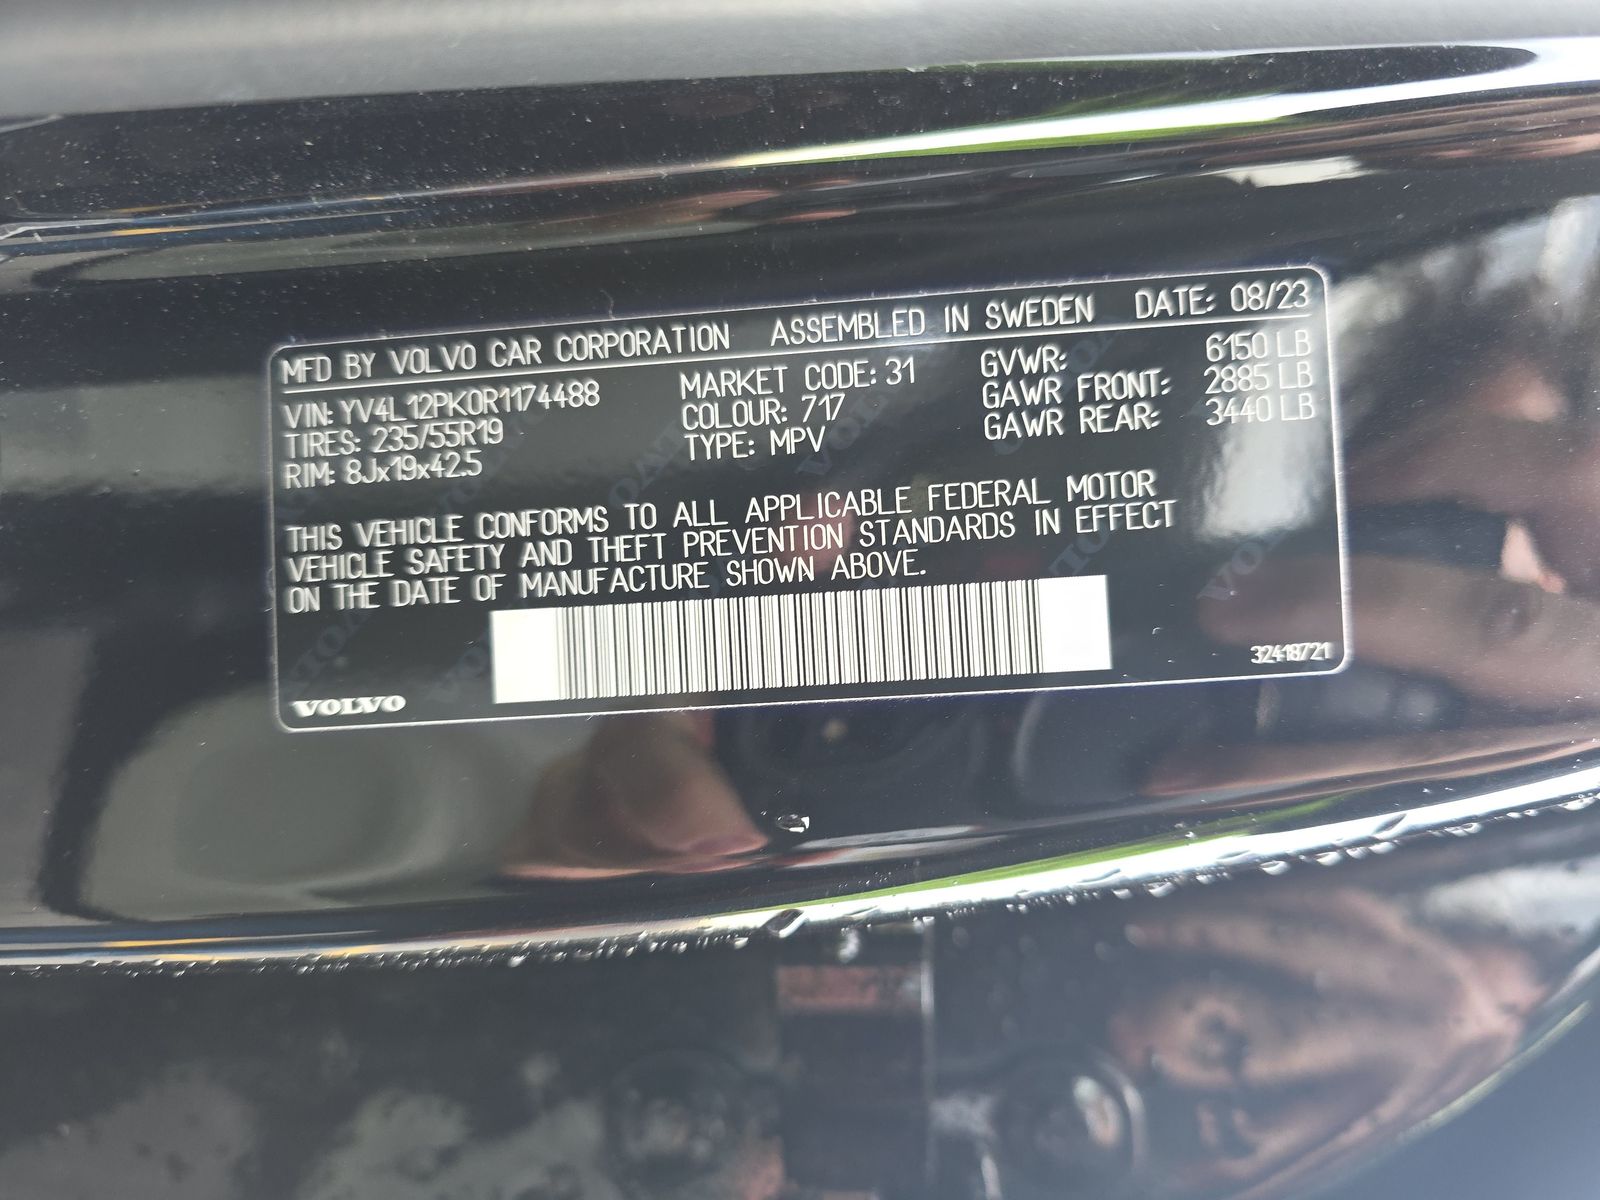 MFD BY VOLVO CAR CORPORATION ASSEMBLED IN SWEDEN DATE: 08/23
VIN: YV4L12PK0R1174488 MARKET CODE: 31 GVWR: 6150 LB
TIRES: 235/55R19 COLOUR: 717 GAWR FRONT: 2885 LB
RIM: 8Jx19x42.5 TYPE: MPV GAWR REAR: 3440 LB
THIS VEHICLE CONFORMS TO ALL APPLICABLE FEDERAL MOTOR
VEHICLE SAFETY AND THEFT PREVENTION STANDARDS IN EFFECT
ON THE DATE OF MANUFACTURE SHOWN ABOVE.
VOLVO 32418721